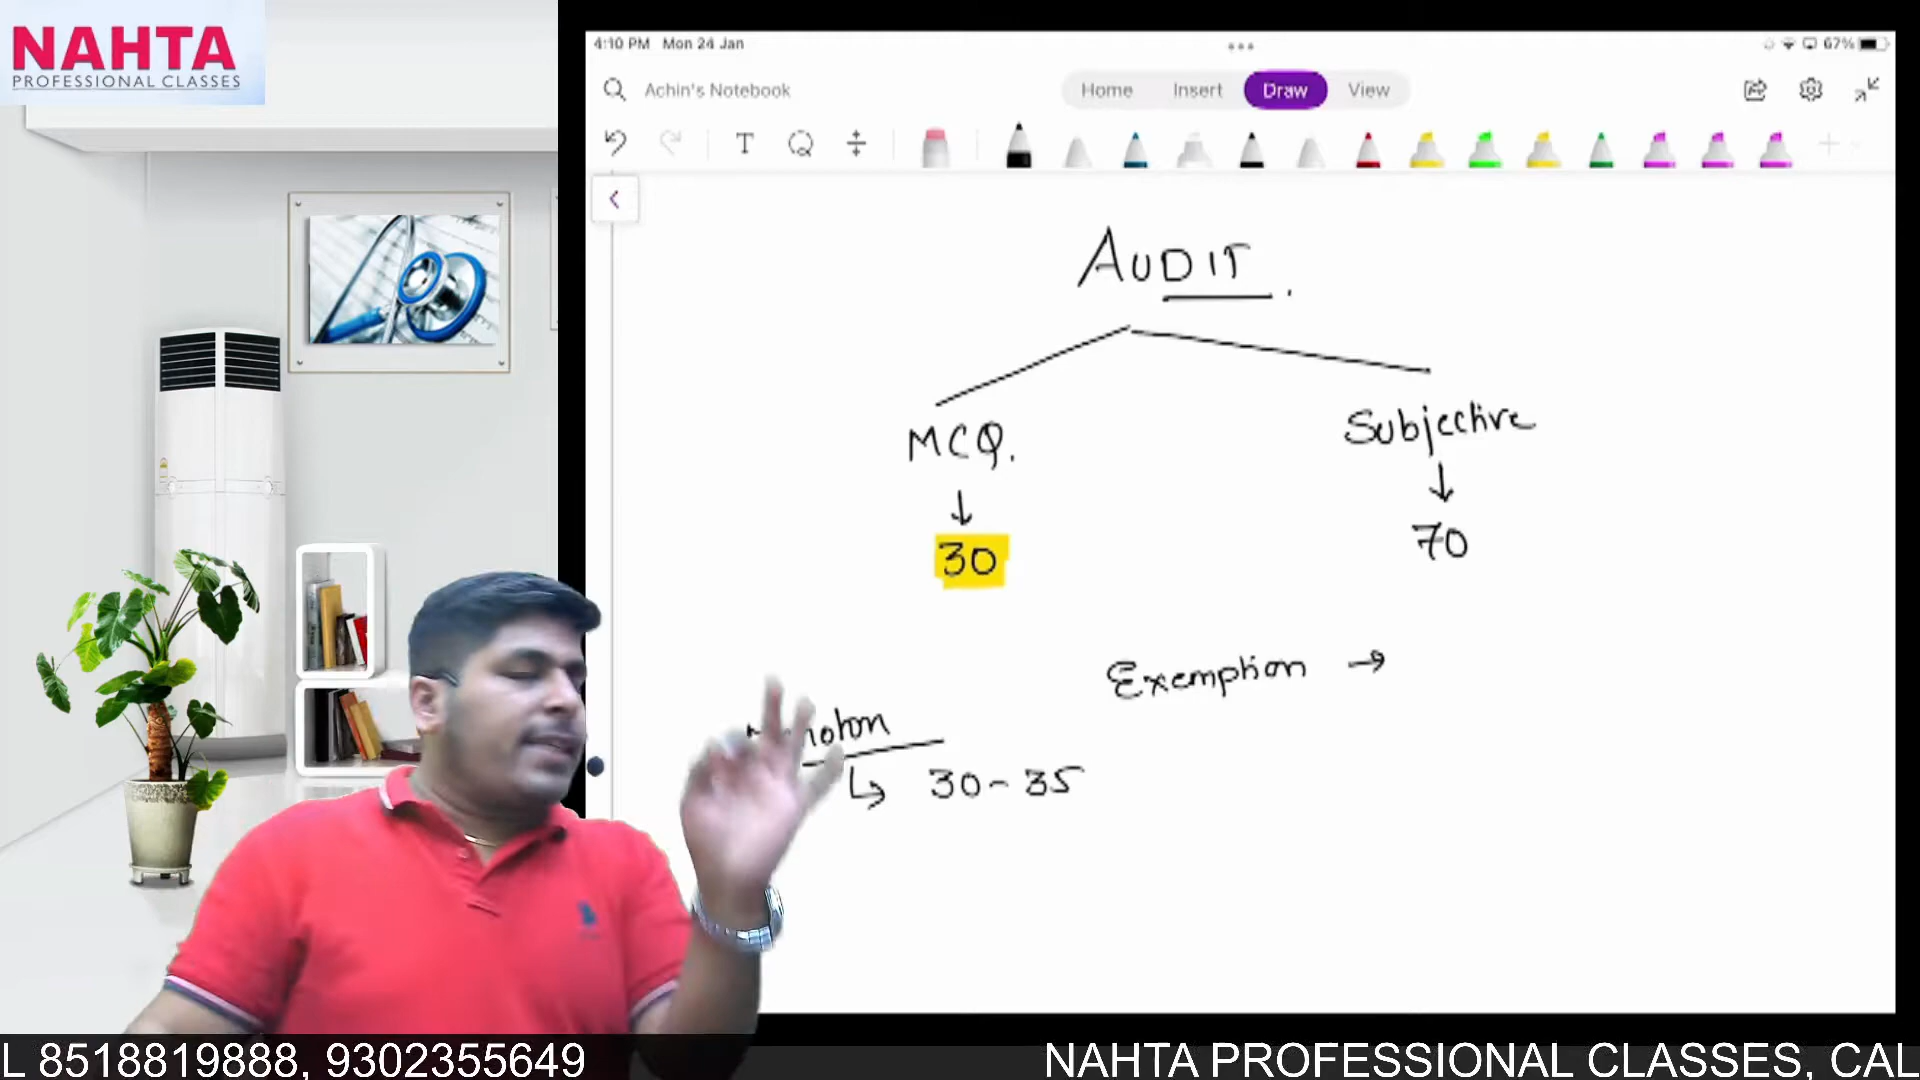 NAHTA
PROFESSIONAL CLASSES
4:10 PM Mon 24 Jan
67%
Achin's Notebook
Home Insert Draw View
T
AUDIT.
MCQ.
Subjective
↓
↓
30
70
Exemption →
↳ 30-35
L 8518819888, 9302355649
NAHTA PROFESSIONAL CLASSES, CAL